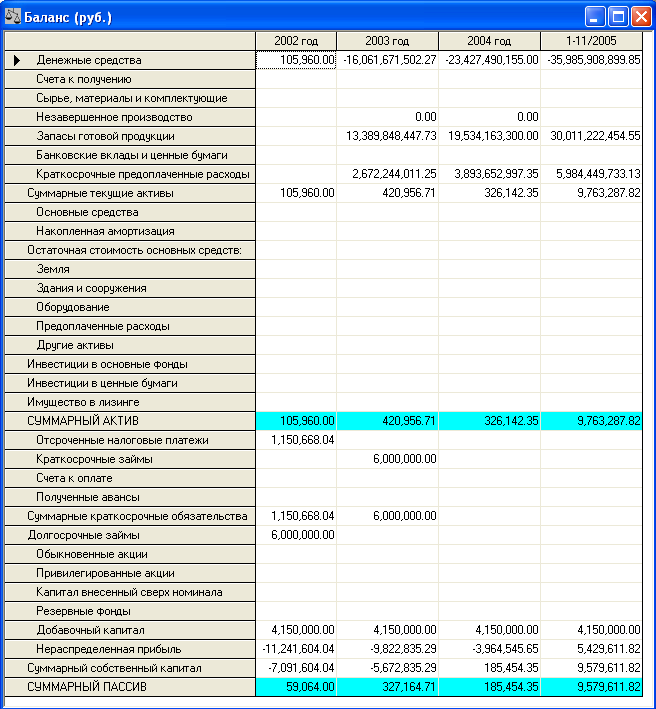 Баланс (руб.)
2002 год 2003 год 2004 год 1-11/2005
Денежные средства 105,960.00 -16,061,671,502.27 -23,427,490,155.00 -35,985,908,899.85
Счета к получению
Сырье, материалы и комплектующие
Незавершенное производство 0.00 0.00
Запасы готовой продукции 13,389,848,447.73 19,534,163,300.00 30,011,222,454.55
Банковские вклады и ценные бумаги
Краткосрочные предоплаченные расходы 2,672,244,011.25 3,893,652,997.35 5,984,449,733.13
Суммарные текущие активы 105,960.00 420,956.71 326,142.35 9,763,287.82
Основные средства
Накопленная амортизация
Остаточная стоимость основных средств:
Земля
Здания и сооружения
Оборудование
Предоплаченные расходы
Другие активы
Инвестиции в основные фонды
Инвестиции в ценные бумаги
Имущество в лизинге
СУММАРНЫЙ АКТИВ 105,960.00 420,956.71 326,142.35 9,763,287.82
Отсроченные налоговые платежи 1,150,668.04
Краткосрочные займы 6,000,000.00
Счета к оплате
Полученные авансы
Суммарные краткосрочные обязательства 1,150,668.04 6,000,000.00
Долгосрочные займы 6,000,000.00
Обыкновенные акции
Привилегированные акции
Капитал внесенный сверх номинала
Резервные фонды
Добавочный капитал 4,150,000.00 4,150,000.00 4,150,000.00 4,150,000.00
Нераспределенная прибыль -11,241,604.04 -9,822,835.29 -3,964,545.65 5,429,611.82
Суммарный собственный капитал -7,091,604.04 -5,672,835.29 185,454.35 9,579,611.82
СУММАРНЫЙ ПАССИВ 59,064.00 327,164.71 185,454.35 9,579,611.82